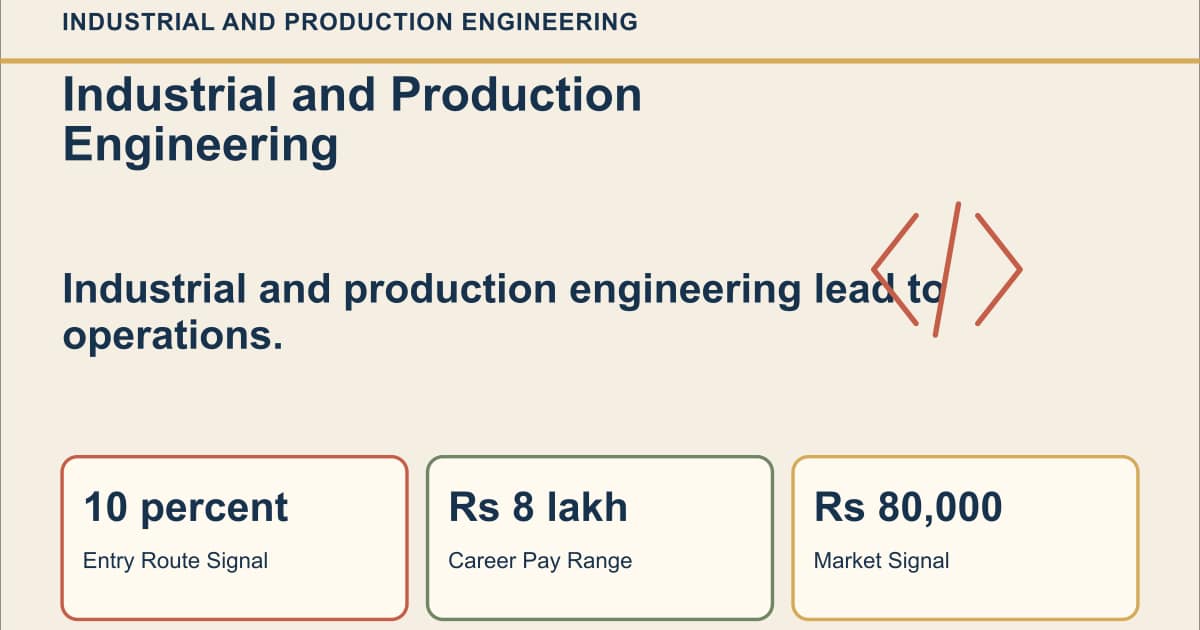 INDUSTRIAL AND PRODUCTION ENGINEERING
Industrial and Production
Engineering
Industrial and production engineering lead to
operations.
10 percent
Entry Route Signal
Rs 8 lakh
Career Pay Range
Rs 80,000
Market Signal